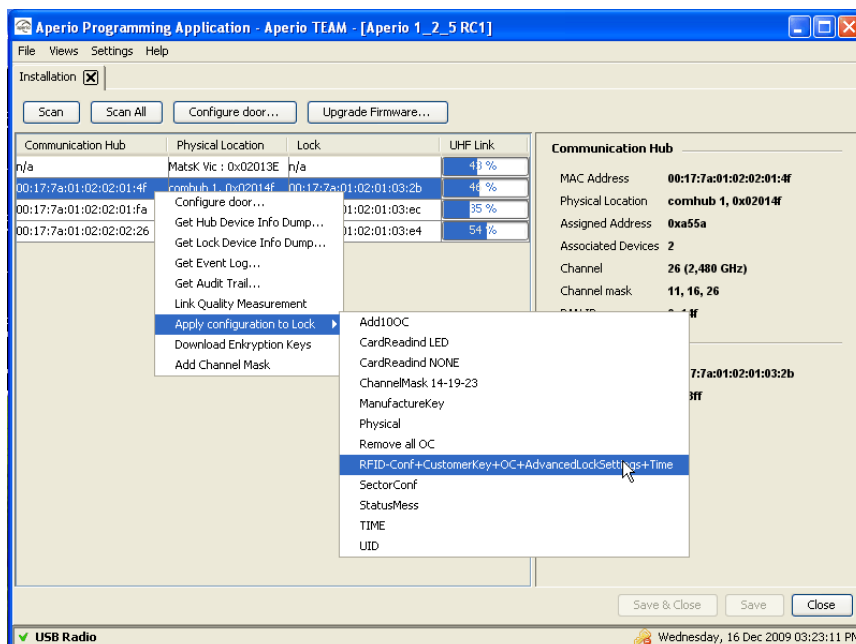 Aperio Programming Application - Aperio TEAM - [Aperio 1_2_5 RC1]
File Views Settings Help
Installation
Scan Scan All Configure door... Upgrade Firmware...
Communication Hub Physical Location Lock UHF Link
n/a MatsK Vic : 0x02013E n/a 43 %
00:17:7a:01:02:02:01:4f comhub 1, 0x02014f 00:17:7a:01:02:01:03:2b 46 %
00:17:7a:01:02:02:01:fa 01:02:01:03:ec 35 %
00:17:7a:01:02:02:02:26 01:02:01:03:e4 54 %
Configure door...
Get Hub Device Info Dump...
Get Lock Device Info Dump...
Get Event Log...
Get Audit Trail...
Link Quality Measurement
Apply configuration to Lock
Download Enkryption Keys
Add Channel Mask
Add10OC
CardReadind LED
CardReadind NONE
ChannelMask 14-19-23
ManufactureKey
Physical
Remove all OC
RFID-Conf+CustomerKey+OC+AdvancedLockSettings+Time
SectorConf
StatusMess
TIME
UID
Communication Hub
MAC Address 00:17:7a:01:02:02:01:4f
Physical Location comhub 1, 0x02014f
Assigned Address 0xa55a
Associated Devices 2
Channel 26 (2,480 GHz)
Channel mask 11, 16, 26
7:7a:01:02:01:03:2b
3ff
Save & Close Save Close
USB Radio Wednesday, 16 Dec 2009 03:23:11 PM